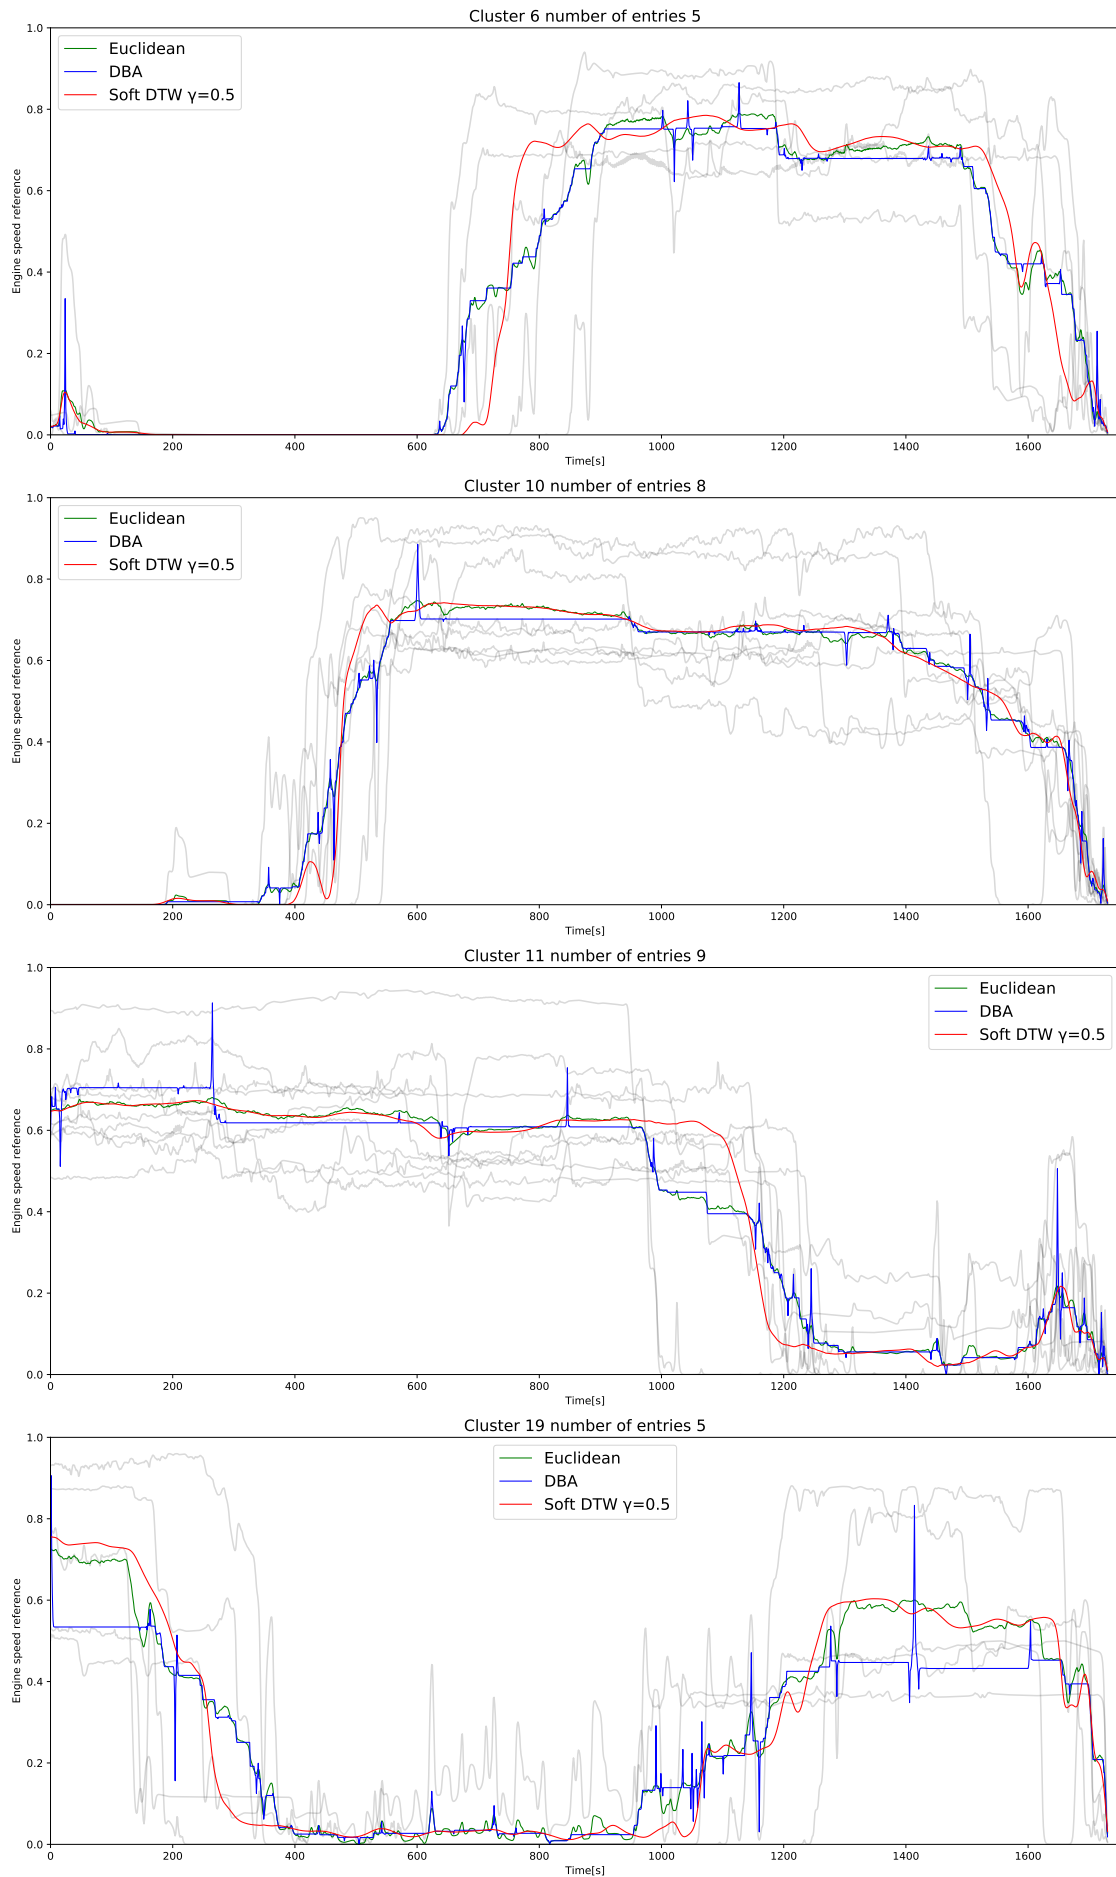 Cluster 6 number of entries 5
1.0
0.8
0.6
0.4
0.2
0.0
Engine speed reference
Euclidean
DBA
Soft DTW γ=0.5
0 200 400 600 800 1000 1200 1400 1600
Time[s]
Cluster 10 number of entries 8
1.0
0.8
0.6
0.4
0.2
0.0
Engine speed reference
Euclidean
DBA
Soft DTW γ=0.5
0 200 400 600 800 1000 1200 1400 1600
Time[s]
Cluster 11 number of entries 9
1.0
0.8
0.6
0.4
0.2
0.0
Engine speed reference
Euclidean
DBA
Soft DTW γ=0.5
0 200 400 600 800 1000 1200 1400 1600
Time[s]
Cluster 19 number of entries 5
1.0
0.8
0.6
0.4
0.2
0.0
Engine speed reference
Euclidean
DBA
Soft DTW γ=0.5
0 200 400 600 800 1000 1200 1400 1600
Time[s]